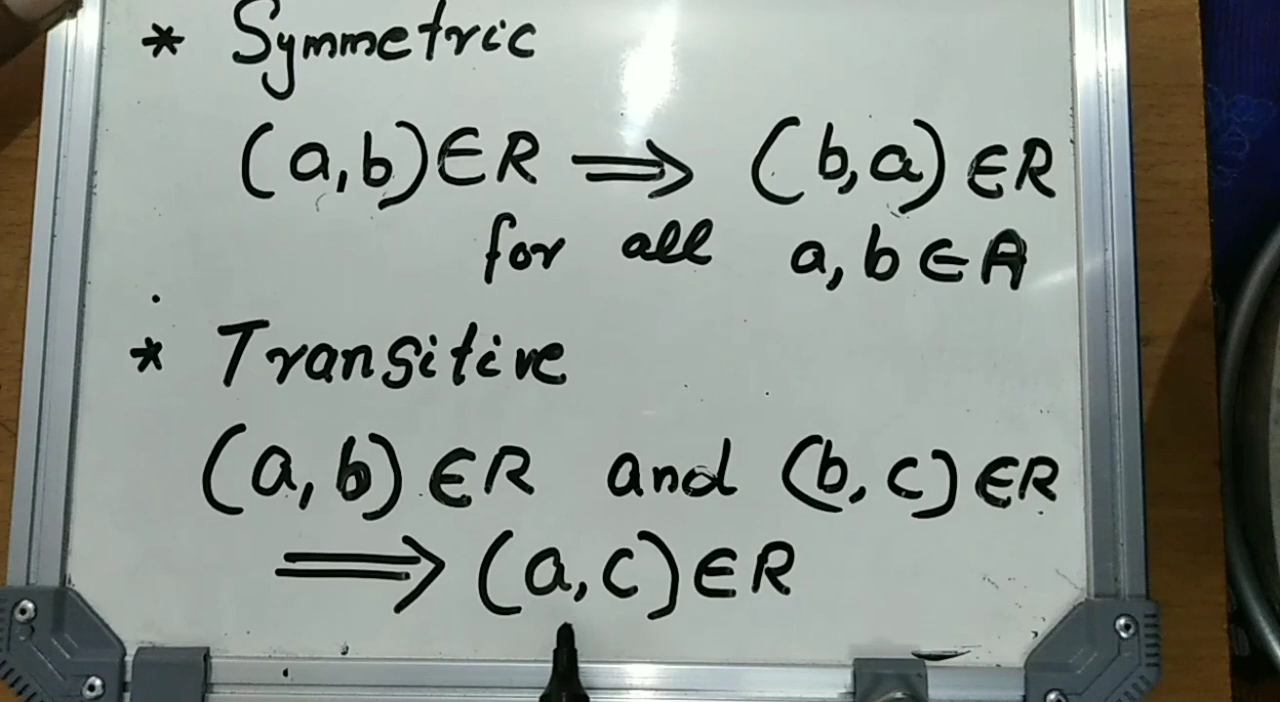 * Symmetric
(a,b)∈R ⟹ (b,a)∈R
for all a,b∈A
* Transitive
(a,b)∈R and (b,c)∈R
⟹ (a,c)∈R